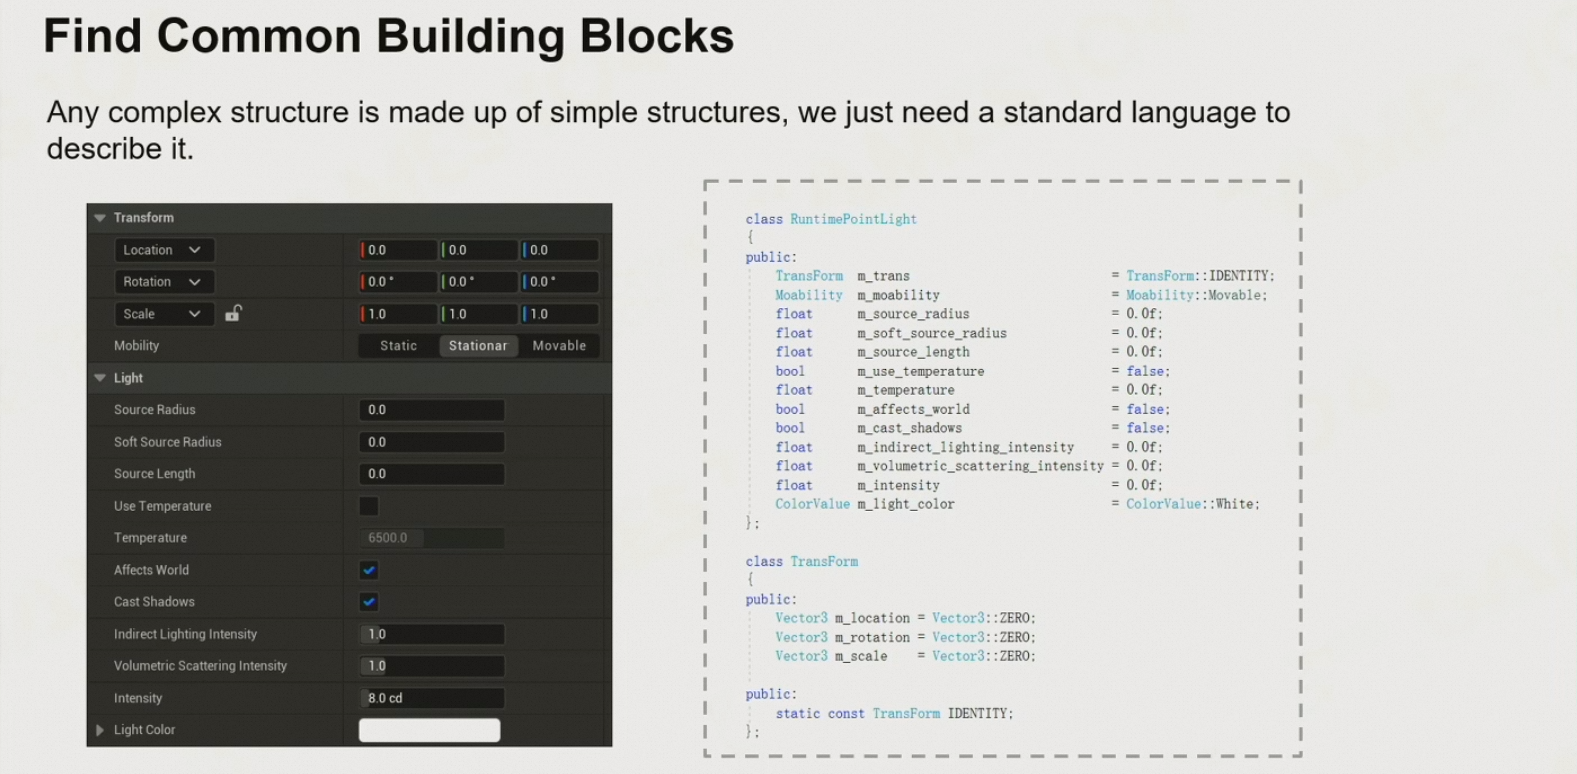 Find Common Building Blocks
Any complex structure is made up of simple structures, we just need a standard language to
describe it.
Transform
Location 0.0 0.0 0.0
Rotation 0.0 ° 0.0 ° 0.0 °
Scale 1.0 1.0 1.0
Mobility Static Stationar Movable
Light
Source Radius 0.0
Soft Source Radius 0.0
Source Length 0.0
Use Temperature
Temperature 6500.0
Affects World
Cast Shadows
Indirect Lighting Intensity 1.0
Volumetric Scattering Intensity 1.0
Intensity 8.0 cd
Light Color
class RuntimePointLight
{
public:
TransForm m_trans = TransForm::IDENTITY;
Moability m_moability = Moability::Movable;
float m_source_radius = 0.0f;
float m_soft_source_radius = 0.0f;
float m_source_length = 0.0f;
bool m_use_temperature = false;
float m_temperature = 0.0f;
bool m_affects_world = false;
bool m_cast_shadows = false;
float m_indirect_lighting_intensity = 0.0f;
float m_volumetric_scattering_intensity = 0.0f;
float m_intensity = 0.0f;
ColorValue m_light_color = ColorValue::White;
};
class TransForm
{
public:
Vector3 m_location = Vector3::ZERO;
Vector3 m_rotation = Vector3::ZERO;
Vector3 m_scale = Vector3::ZERO;
public:
static const TransForm IDENTITY;
};